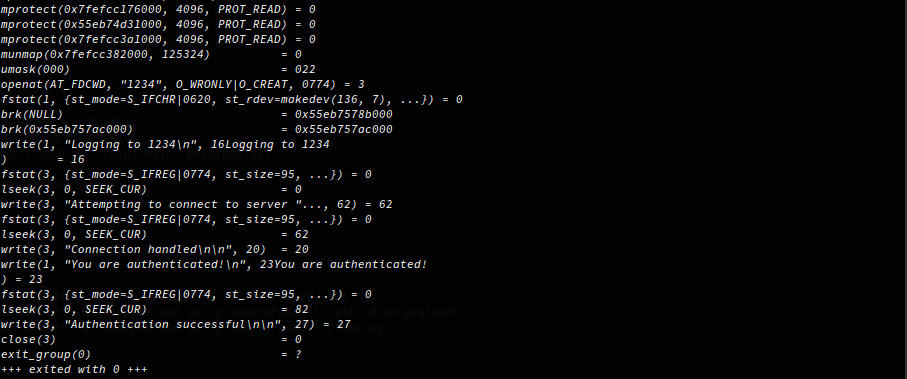 mprotect(0x7fefcc176000, 4096, PROT_READ) = 0
mprotect(0x55eb74d31000, 4096, PROT_READ) = 0
mprotect(0x7fefcc3a1000, 4096, PROT_READ) = 0
munmap(0x7fefcc382000, 125324) = 0
umask(000) = 022
openat(AT_FDCWD, "1234", O_WRONLY|O_CREAT, 0774) = 3
fstat(1, {st_mode=S_IFCHR|0620, st_rdev=makedev(136, 7), ...}) = 0
brk(NULL) = 0x55eb7578b000
brk(0x55eb757ac000) = 0x55eb757ac000
write(1, "Logging to 1234\n", 16Logging to 1234
) = 16
fstat(3, {st_mode=S_IFREG|0774, st_size=95, ...}) = 0
lseek(3, 0, SEEK_CUR) = 0
write(3, "Attempting to connect to server "..., 62) = 62
fstat(3, {st_mode=S_IFREG|0774, st_size=95, ...}) = 0
lseek(3, 0, SEEK_CUR) = 62
write(3, "Connection handled\n\n", 20) = 20
write(1, "You are authenticated!\n", 23You are authenticated!
) = 23
fstat(3, {st_mode=S_IFREG|0774, st_size=95, ...}) = 0
lseek(3, 0, SEEK_CUR) = 82
write(3, "Authentication successful\n\n", 27) = 27
close(3) = 0
exit_group(0) = ?
+++ exited with 0 +++